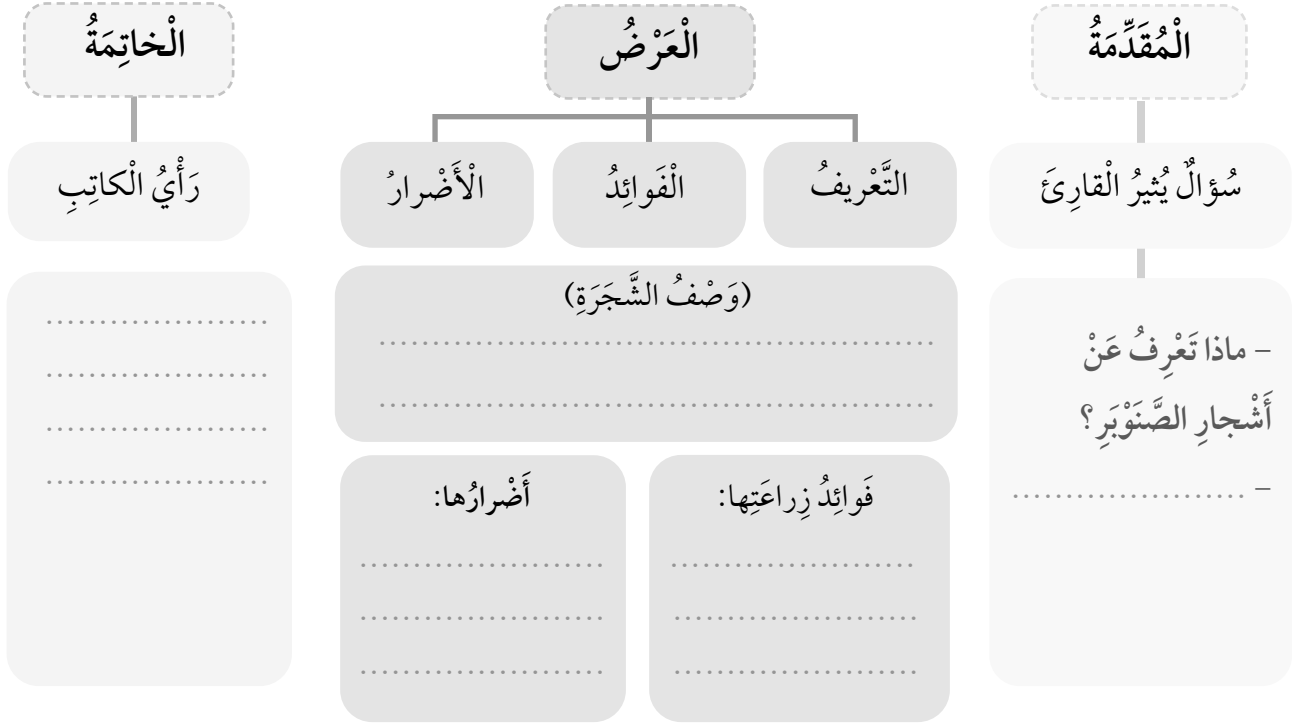 الْمُقَدِّمَةُ
سُؤالٌ يُثيرُ الْقارِئَ
– ماذا تَعْرِفُ عَنْ
أَشْجارِ الصَّنَوْبَرِ؟
– ......................
الْعَرْضُ
التَّعْرِيفُ
الْفَوائِدُ
الْأَضْرارُ
(وَصْفُ الشَّجَرَةِ)
....................................................
....................................................
فَوائِدُ زِراعَتِها:
.......................
.......................
.......................
أَضْرارُها:
.......................
.......................
.......................
الْخاتِمَةُ
رَأْيُ الْكاتِبِ
.....................
.....................
.....................
.....................